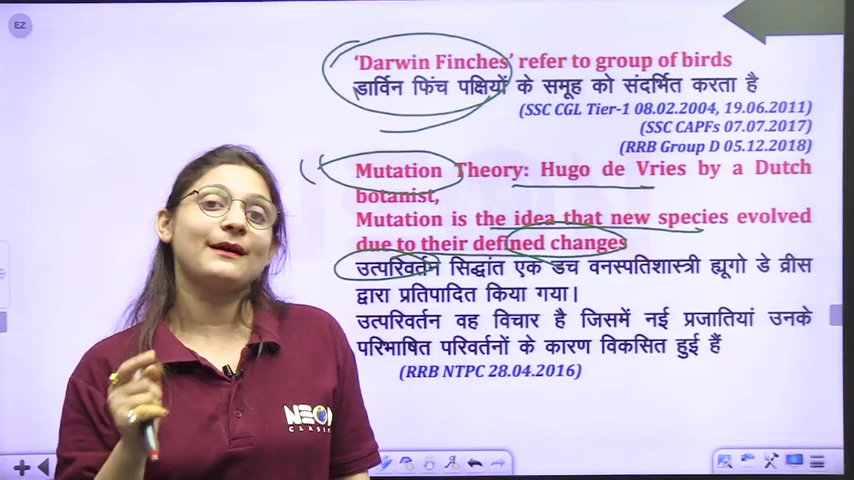 EZ
'Darwin Finches' refer to group of birds
डार्विन फिंच पक्षियों के समूह को संदर्भित करता है
(SSC CGL Tier-1 08.02.2004, 19.06.2011)
(SSC CAPFs 07.07.2017)
(RRB Group D 05.12.2018)
Mutation Theory: Hugo de Vries by a Dutch
botanist,
Mutation is the idea that new species evolved
due to their defined changes
उत्परिवर्तन सिद्धांत एक डच वनस्पतिशास्त्री ह्यूगो डे व्रीस
द्वारा प्रतिपादित किया गया।
उत्परिवर्तन वह विचार है जिसमें नई प्रजातियां उनके
परिभाषित परिवर्तनों के कारण विकसित हुई हैं
(RRB NTPC 28.04.2016)
NEON
CLASSES